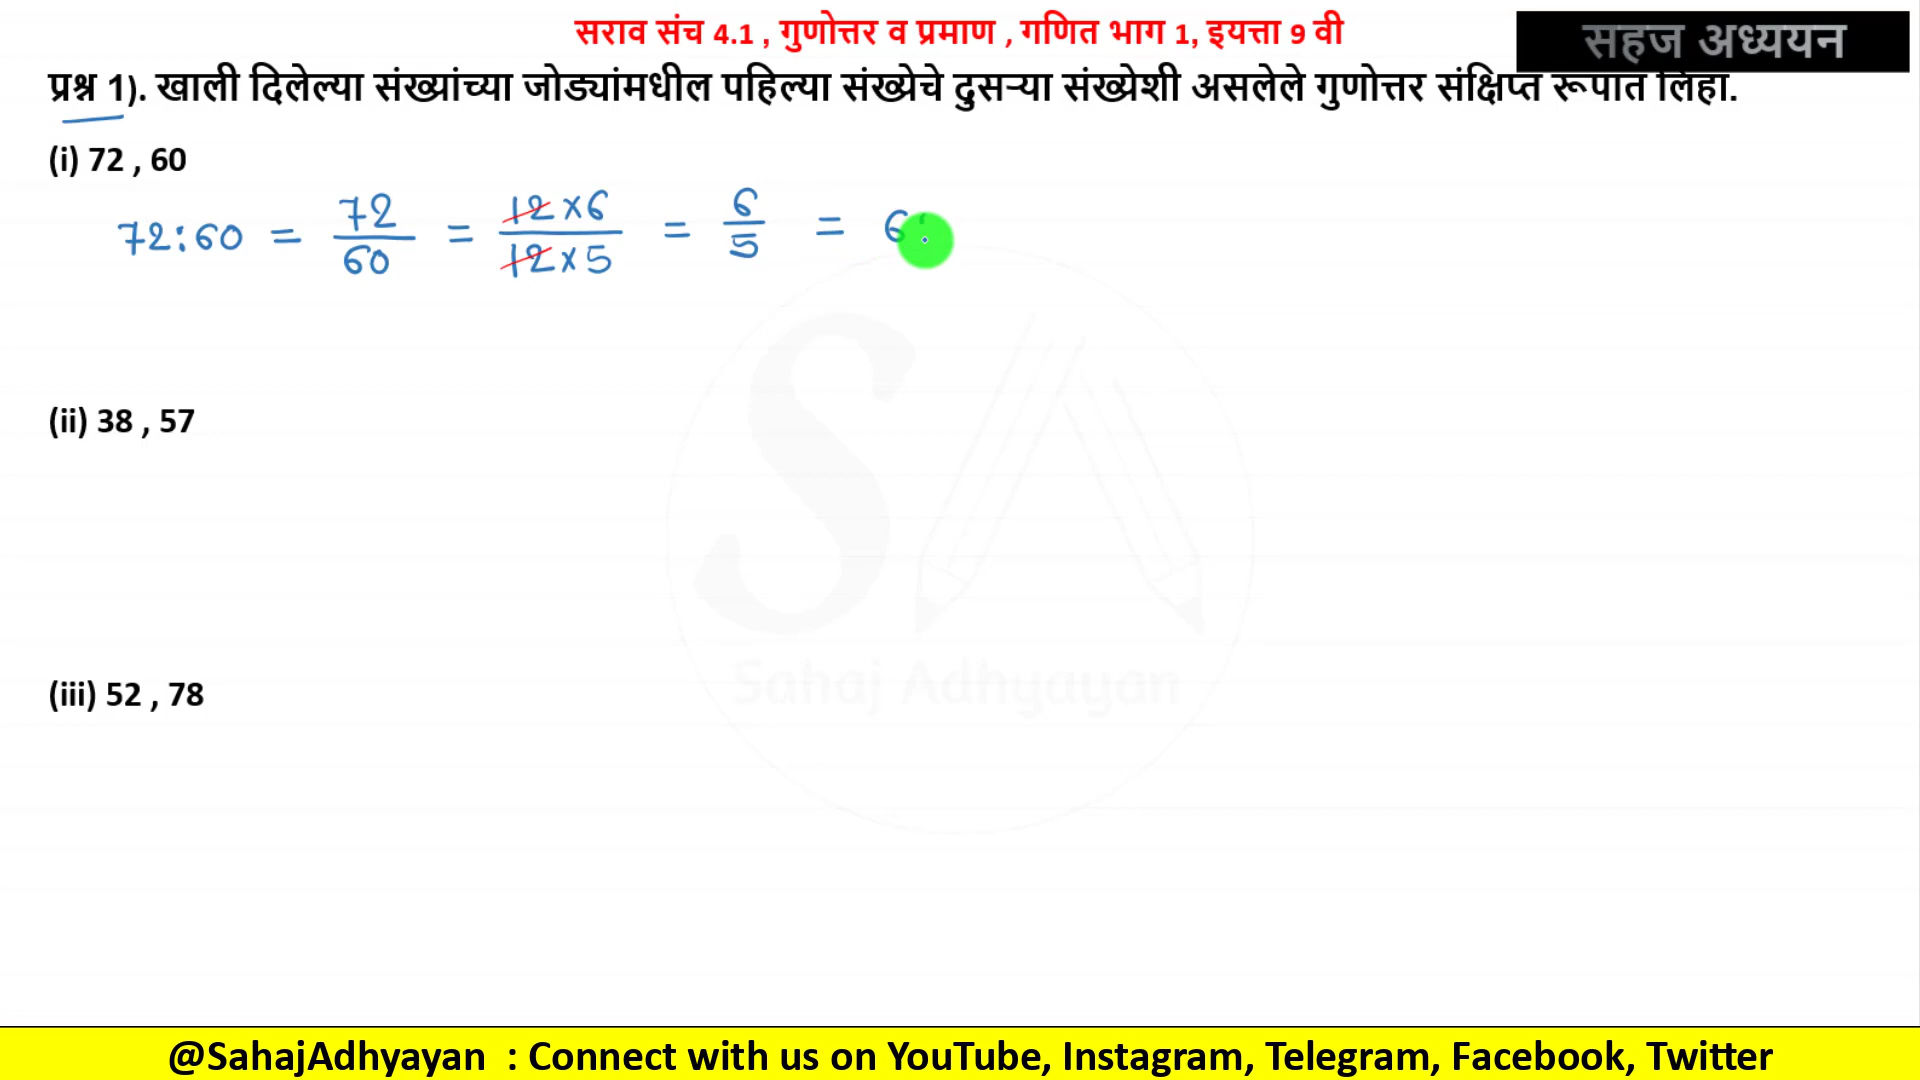 सराव संच 4.1 , गुणोत्तर व प्रमाण , गणित भाग 1, इयत्ता 9 वी
सहज अध्ययन
प्रश्न 1). खाली दिलेल्या संख्यांच्या जोड्यांमधील पहिल्या संख्येचे दुसऱ्या संख्येशी असलेले गुणोत्तर संक्षिप्त रूपात लिहा.
(i) 72 , 60
72:60 = 72/60 = 12×6/12×5 = 6/5 = 6
(ii) 38 , 57
(iii) 52 , 78
Sahaj Adhyayan
@SahajAdhyayan : Connect with us on YouTube, Instagram, Telegram, Facebook, Twitter